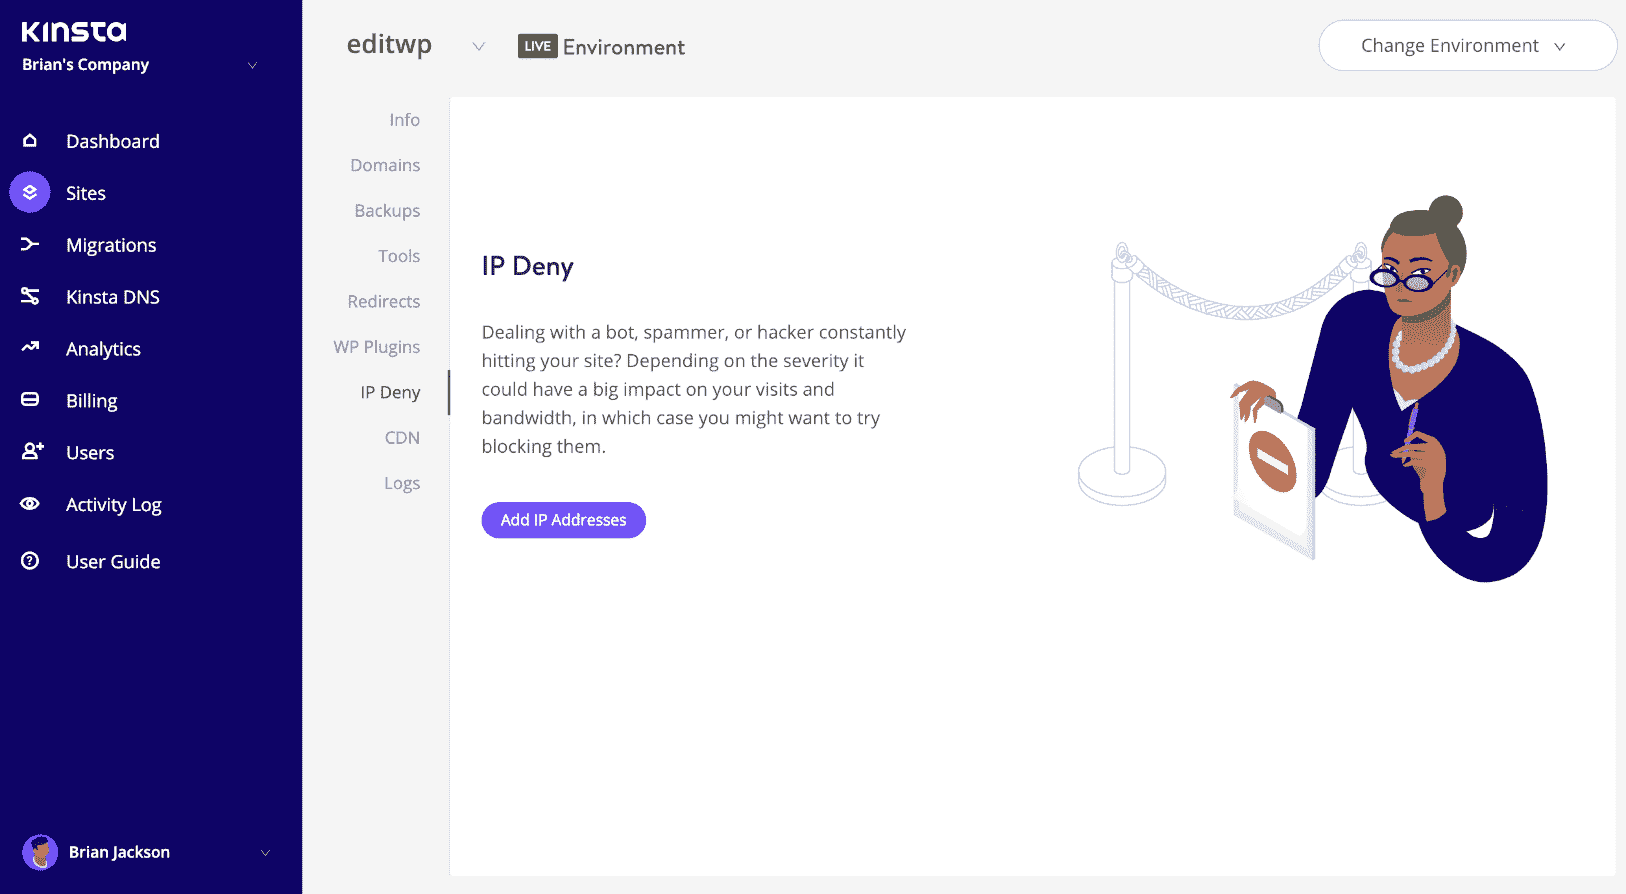 Kinsta
Brian's Company
Dashboard
Sites
Migrations
Kinsta DNS
Analytics
Billing
Users
Activity Log
User Guide
Brian Jackson
editwp
LIVE Environment
Change Environment
Info
Domains
Backups
Tools
Redirects
WP Plugins
IP Deny
CDN
Logs
IP Deny
Dealing with a bot, spammer, or hacker constantly
hitting your site? Depending on the severity it
could have a big impact on your visits and
bandwidth, in which case you might want to try
blocking them.
Add IP Addresses